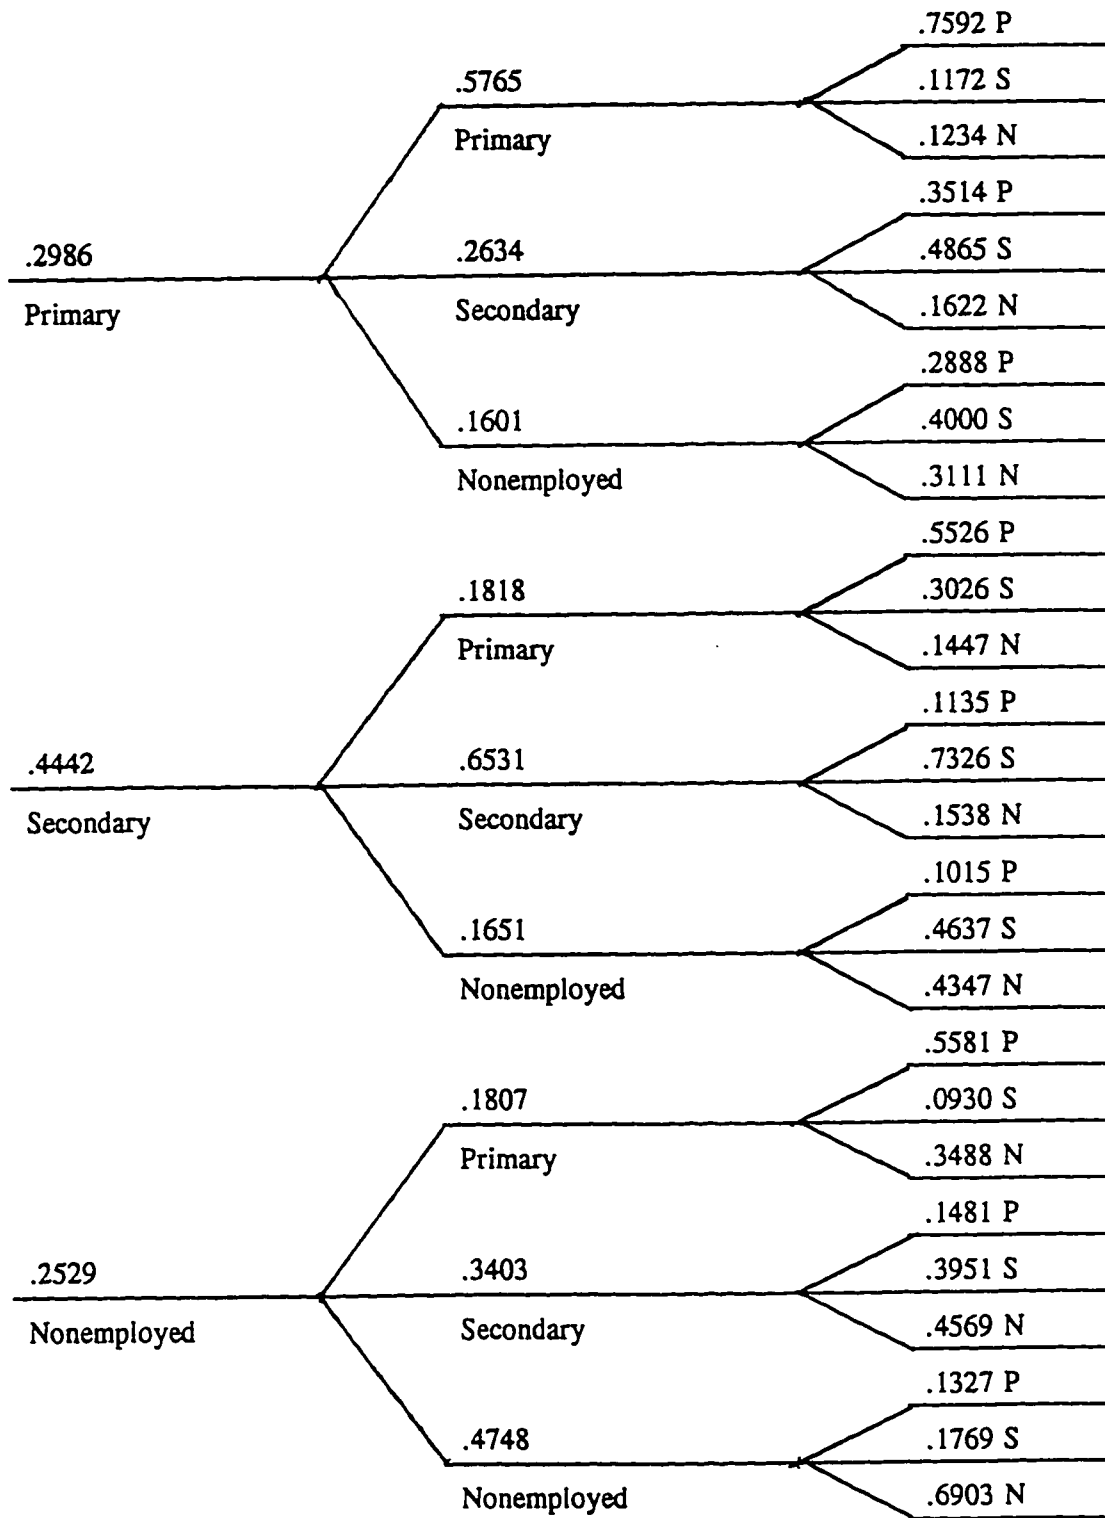 .7592 P
.5765
.1172 S
Primary
.1234 N
.3514 P
.2986
.2634
.4865 S
Primary
Secondary
.1622 N
.2888 P
.1601
.4000 S
Nonemployed
.3111 N
.5526 P
.1818
.3026 S
Primary
.1447 N
.1135 P
.4442
.6531
.7326 S
Secondary
Secondary
.1538 N
.1015 P
.1651
.4637 S
Nonemployed
.4347 N
.5581 P
.1807
.0930 S
Primary
.3488 N
.1481 P
.2529
.3403
.3951 S
Nonemployed
Secondary
.4569 N
.1327 P
.4748
.1769 S
Nonemployed
.6903 N